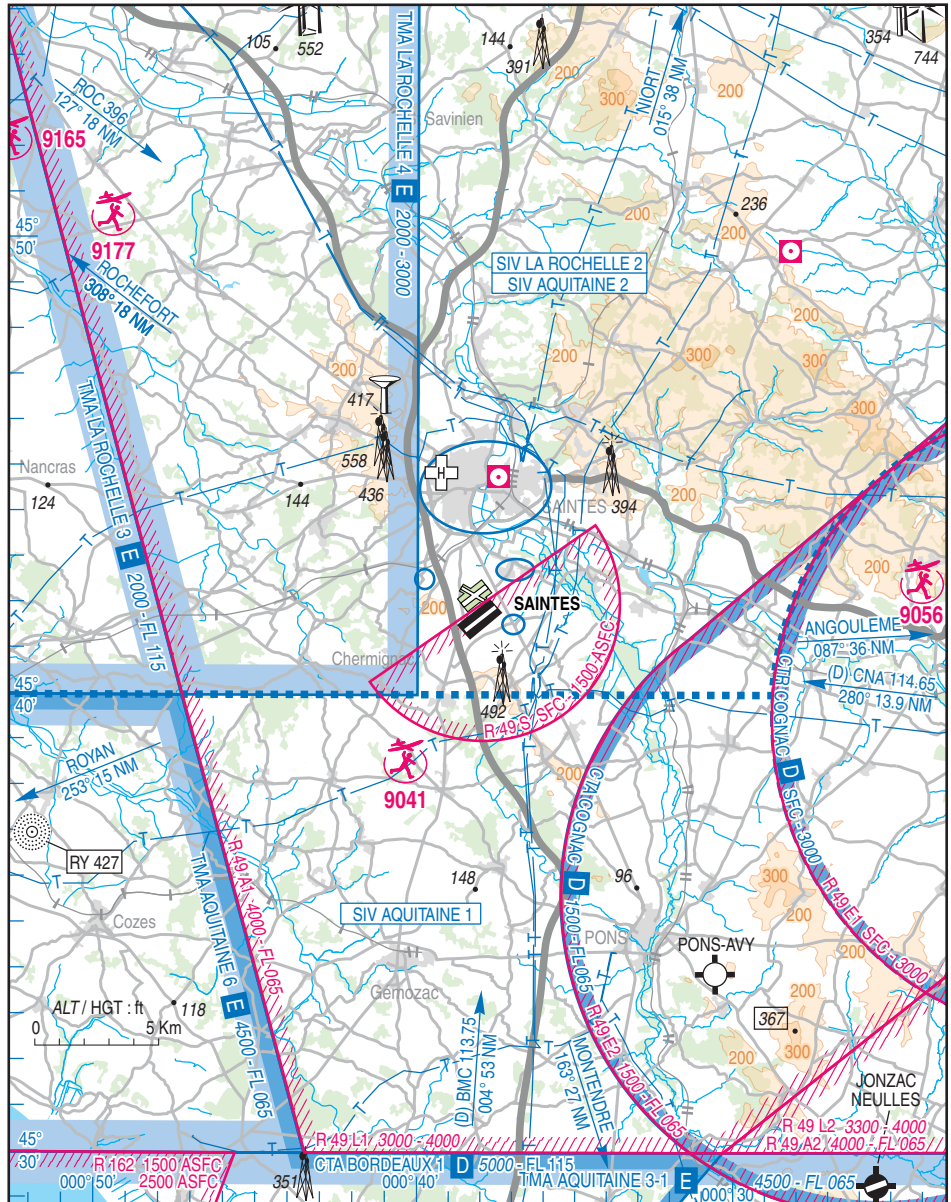 105
552
144
391
354
744
TMA LA ROCHELLE 4 E 2000 - 3000
200
300
200
NIORT
015° 38 NM
200
200
ROC 396
127° 18 NM
Savinien
9165
9177
200
236
200
45°
50'
SIV LA ROCHELLE 2
SIV AQUITAINE 2
ROCHEFORT
308° 18 NM
200
200
300
200
200
300
200
417
558
436
TMA LA ROCHELLE 3 E 2000 - FL 115
Nancras
124
144
H
SAINTES
394
200
200
9056
200
SAINTES
ANGOULEME
087° 36 NM
(D) CNA 114.65
280° 13.9 NM
Chermignac
45°
40'
492
R 49 S SFC - 1500 ASFC
CTR COGNAC D SFC - 3000
ROYAN
253° 15 NM
9041
200
CTA COGNAC D 1500 - FL 065
RY 427
R 49 A1 4000 - FL 065
TMA AQUITAINE 6 E 4500 - FL 065
148
96
300
200
R 49 E1 SFC - 3000
SIV AQUITAINE 1
Cozes
PONS
PONS-AVY
200
Gémozac
ALT / HGT : ft
118
0 5 Km
367
300
200
(D) BMC 113.75
004° 53 NM
R 49 E2 1500 - FL 065
MONTENDRE
163° 27 NM
JONZAC
NEULLES
45°
30'
R 49 L1 3000 - 4000
R 49 L2 - 3300 - 4000
R 49 A2 4000 - FL 065
R 162 1500 ASFC
2500 ASFC
000° 50'
351
CTA BORDEAUX 1 D 5000 - FL 115
000° 40'
TMA AQUITAINE 3-1 E 4500 - FL 065
000° 30'